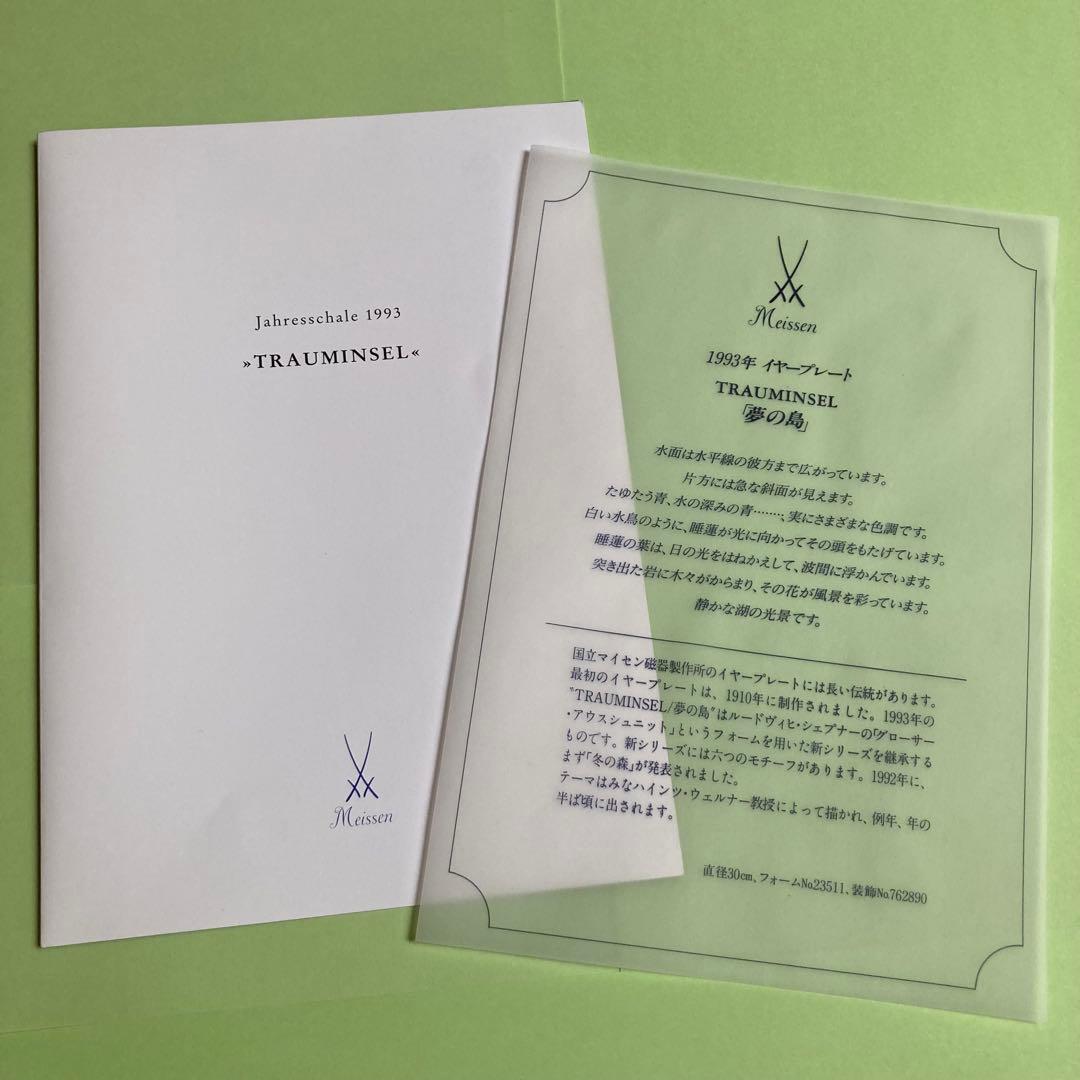 Jahresschale 1993
»TRAUMINSEL«
Meissen
Meissen
1993年 イヤープレート
TRAUMINSEL
「夢の島」
水面は水平線の彼方まで広がっています。
片方には急な斜面が見えます。
たゆたう青、水の深みの青………、実にさまざまな色調です。
白い水鳥のように、睡蓮が光に向かってその頭をもたげています。
睡蓮の葉は、日の光をはねかえして、波間に浮かんでいます。
突き出た岩に木々がからまり、その花が風景を彩っています。
静かな湖の光景です。
国立マイセン磁器製作所のイヤープレートには長い伝統があります。
最初のイヤープレートは、1910年に制作されました。1993年の
"TRAUMINSEL/夢の島"はルードヴィヒ・シェプナーの「グローサー
・アウスシュニット」というフォームを用いた新シリーズを継承する
ものです。新シリーズには六つのモチーフがあります。1992年に、
まず「冬の森」が発表されました。
テーマはみなハインツ・ウェルナー教授によって描かれ、例年、年の
半ば頃に出されます。
直径30cm、フォーム№23511、装飾№762890